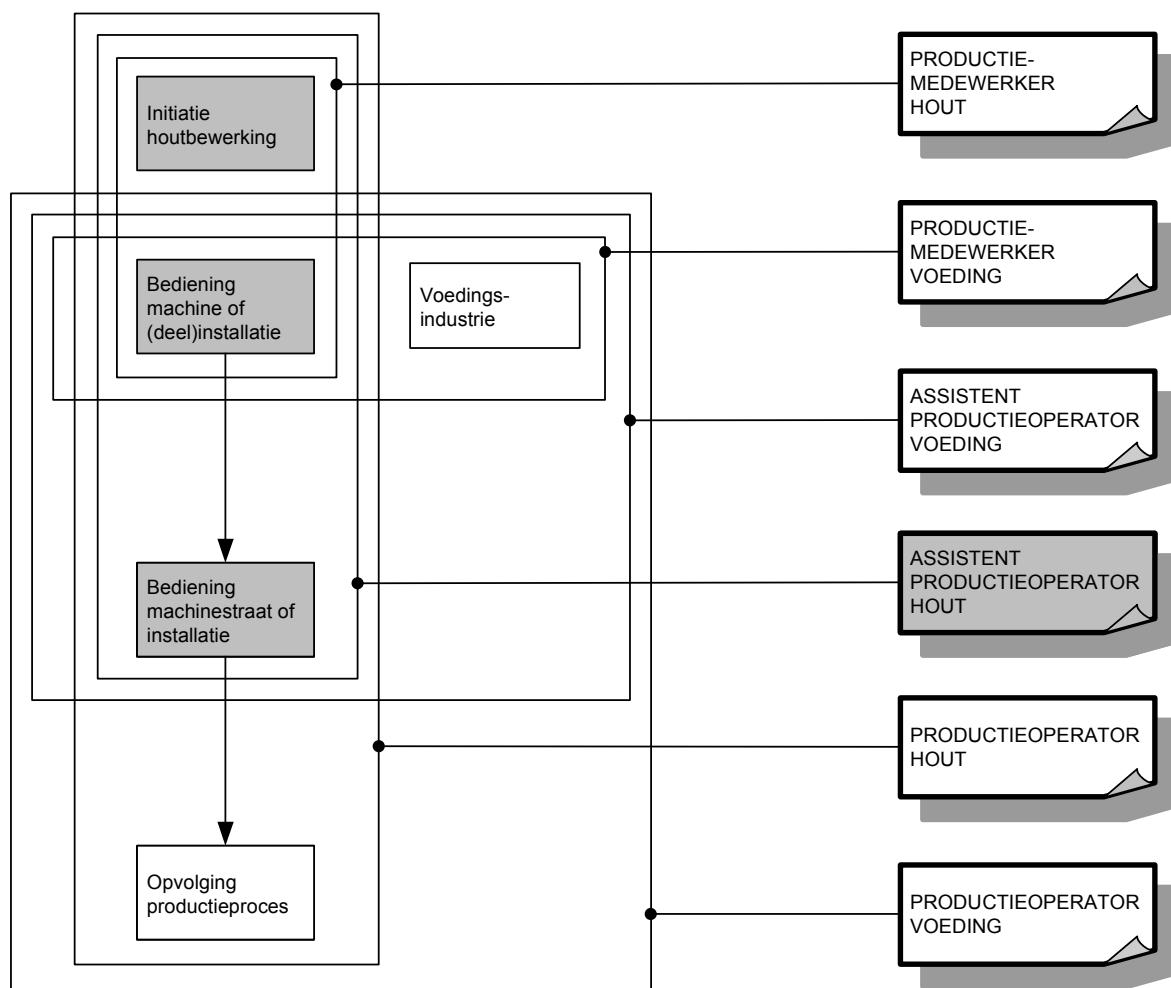 Initiatie
houtbewerking
Bediening
machine of
(deel)installatie
Voedings-
industrie
Bediening
machinestraat of
installatie
Opvolging
productieproces
PRODUCTIE-
MEDEWERKER
HOUT
PRODUCTIE-
MEDEWERKER
VOEDING
ASSISTENT
PRODUCTIEOPERATOR
VOEDING
ASSISTENT
PRODUCTIEOPERATOR
HOUT
PRODUCTIEOPERATOR
HOUT
PRODUCTIEOPERATOR
VOEDING